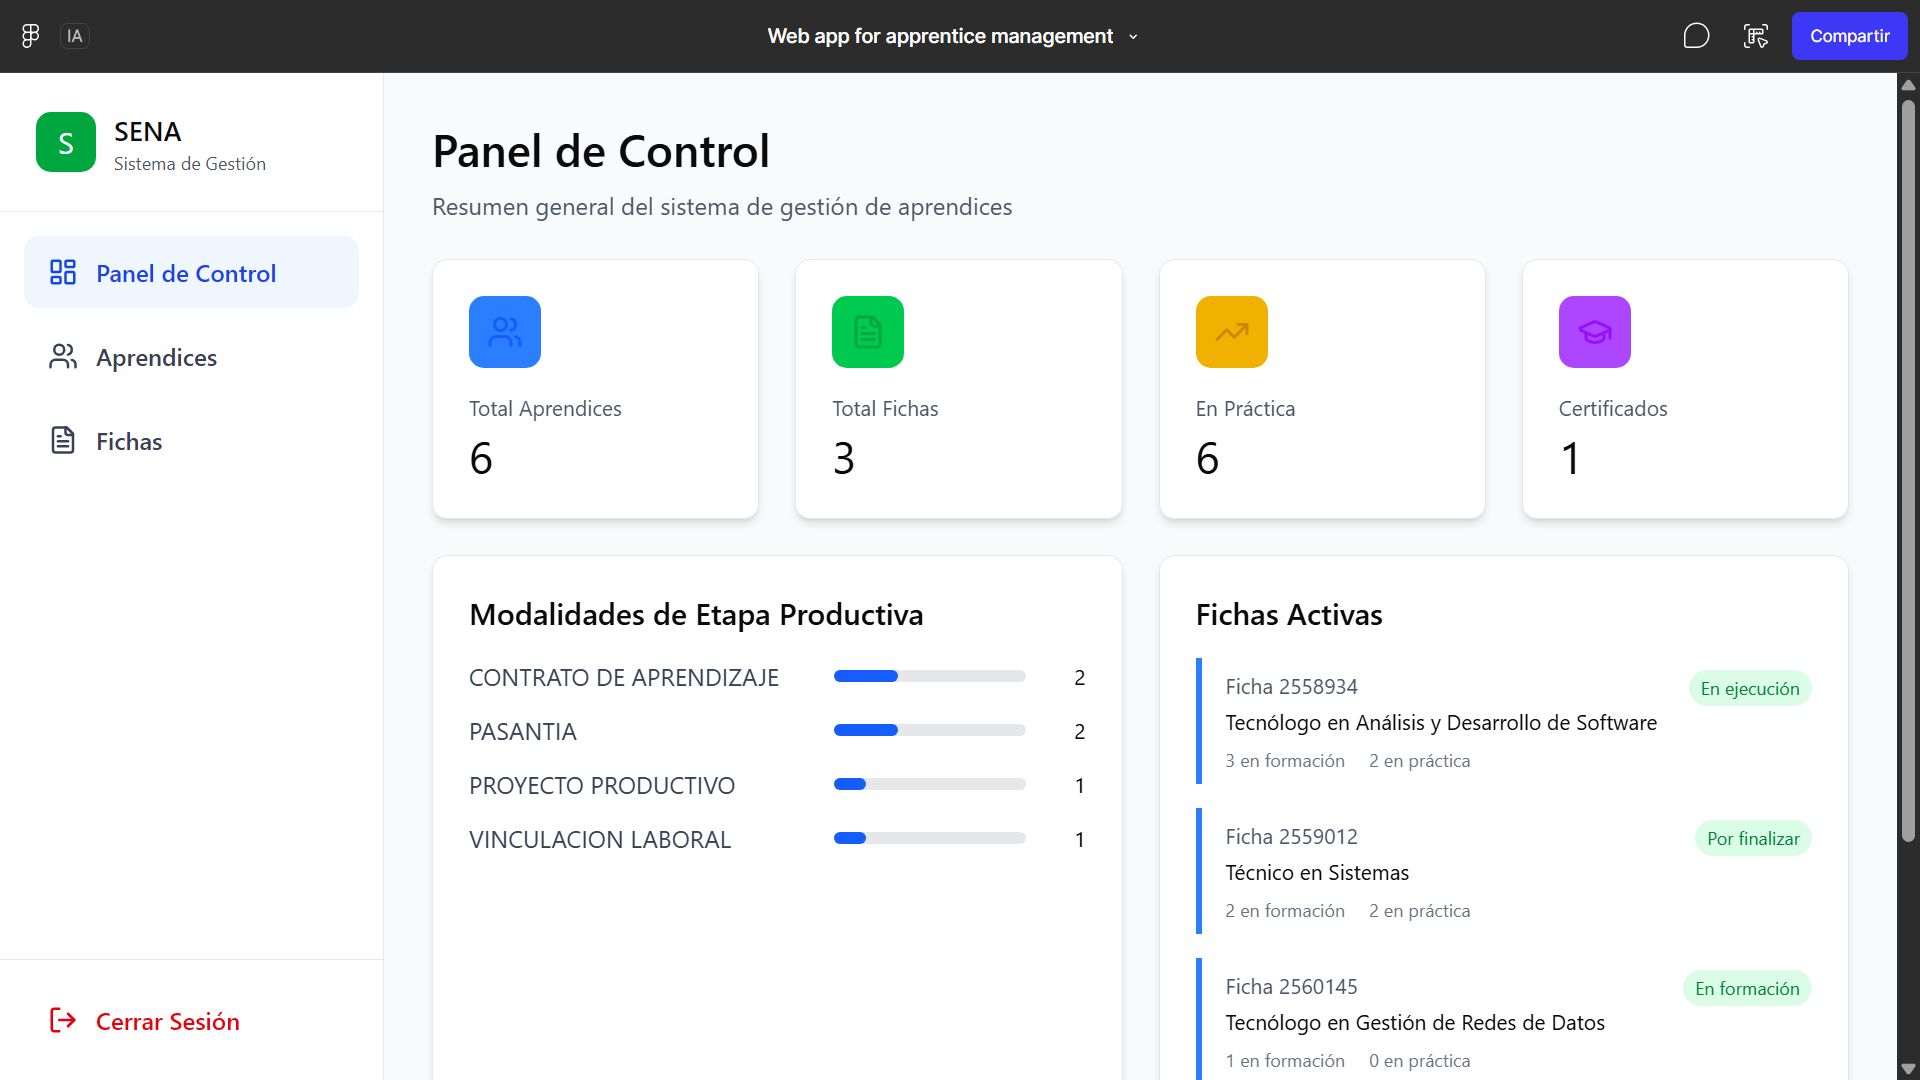 IA
Web app for apprentice management
Compartir
S
SENA
Sistema de Gestión
Panel de Control
Aprendices
Fichas
Cerrar Sesión
Panel de Control
Resumen general del sistema de gestión de aprendices
Total Aprendices
6
Total Fichas
3
En Práctica
6
Certificados
1
Modalidades de Etapa Productiva
CONTRATO DE APRENDIZAJE 2
PASANTIA 2
PROYECTO PRODUCTIVO 1
VINCULACION LABORAL 1
Fichas Activas
Ficha 2558934 En ejecución
Tecnólogo en Análisis y Desarrollo de Software
3 en formación 2 en práctica
Ficha 2559012 Por finalizar
Técnico en Sistemas
2 en formación 2 en práctica
Ficha 2560145 En formación
Tecnólogo en Gestión de Redes de Datos
1 en formación 0 en práctica